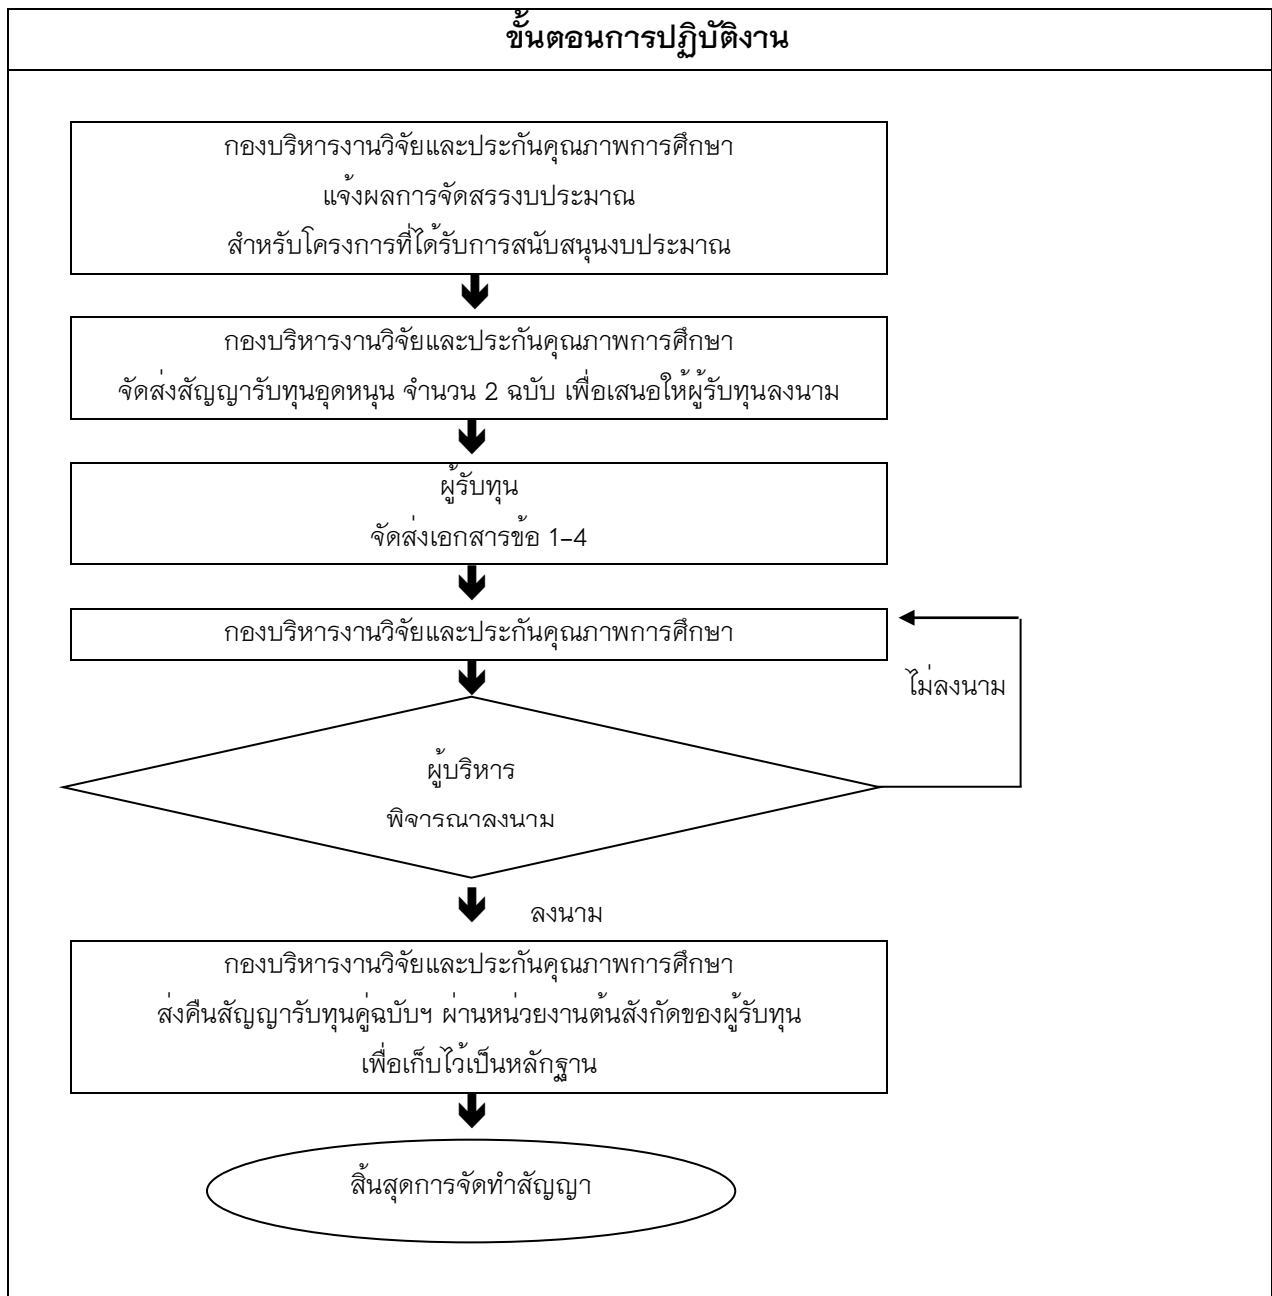 ขั้นตอนการปฏิบัติงาน
กองบริหารงานวิจัยและประกันคุณภาพการศึกษา
แจ้งผลการจัดสรรงบประมาณ
สำหรับโครงการที่ได้รับการสนับสนุนงบประมาณ
กองบริหารงานวิจัยและประกันคุณภาพการศึกษา
จัดส่งสัญญารับทุนอุดหนุน จำนวน 2 ฉบับ เพื่อเสนอให้ผู้รับทุนลงนาม
ผู้รับทุน
จัดส่งเอกสารข้อ 1-4
กองบริหารงานวิจัยและประกันคุณภาพการศึกษา
ไม่ลงนาม
ผู้บริหาร
พิจารณาลงนาม
ลงนาม
กองบริหารงานวิจัยและประกันคุณภาพการศึกษา
ส่งคืนสัญญารับทุนคู่ฉบับฯ ผ่านหน่วยงานต้นสังกัดของผู้รับทุน
เพื่อเก็บไว้เป็นหลักฐาน
สิ้นสุดการจัดทำสัญญา